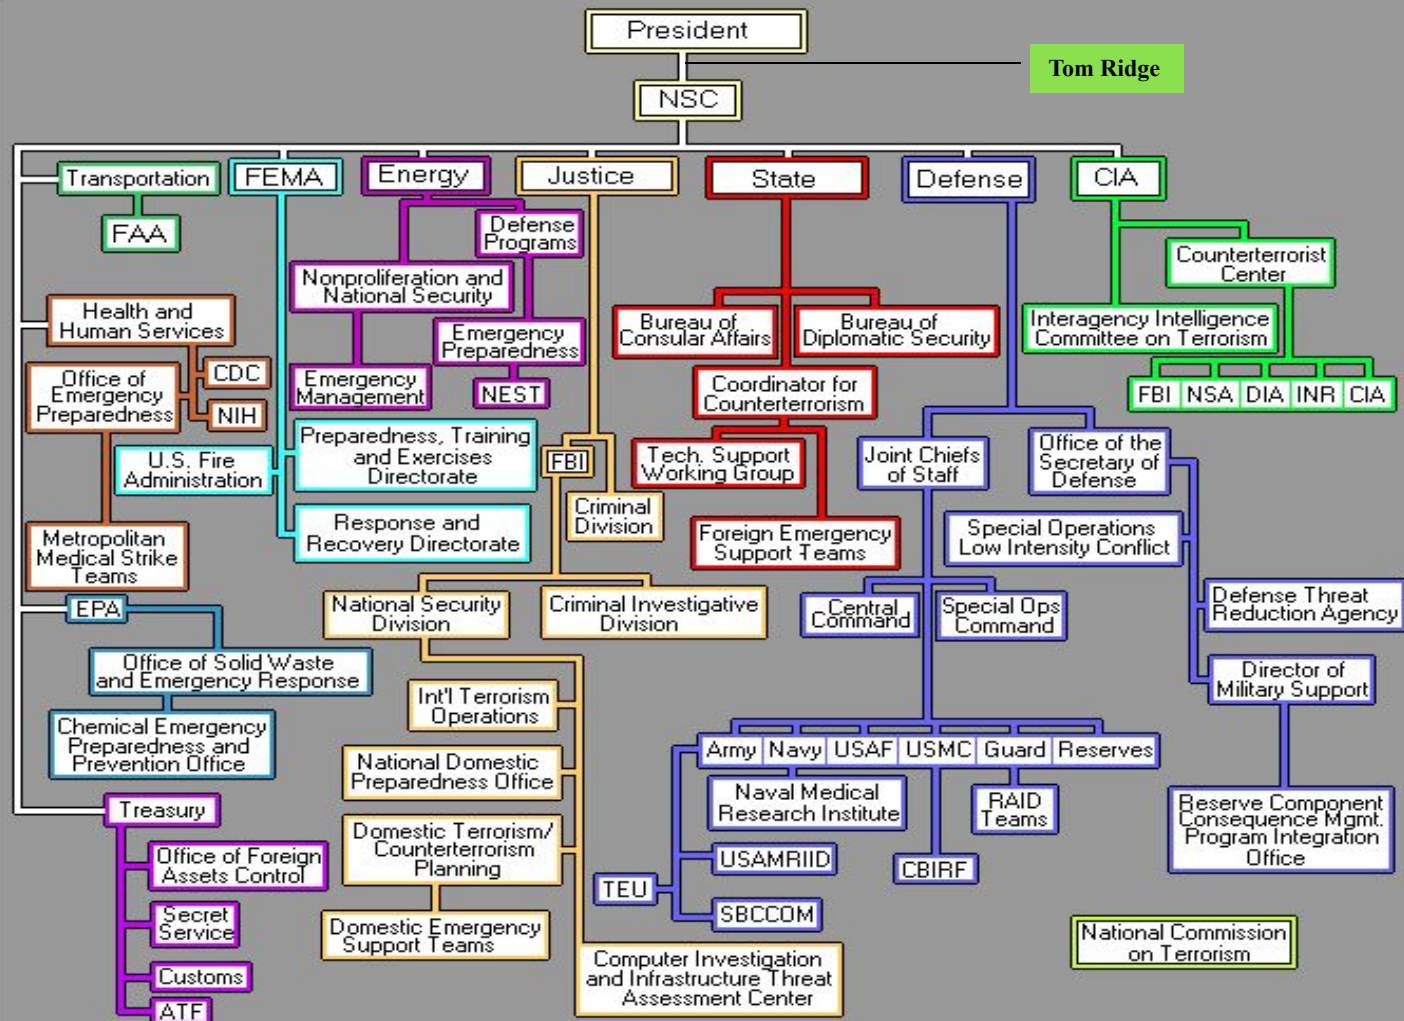 President
Tom Ridge
NSC
Transportation
FAA
FEMA
Energy
Justice
State
Defense
CIA
Defense
Programs
Nonproliferation and
National Security
Emergency
Preparedness
Emergency
Management
NEST
Counterterrorist
Center
Interagency Intelligence
Committee on Terrorism
FBI NSA DIA INR CIA
Health and
Human Services
CDC
NIH
Office of
Emergency
Preparedness
Metropolitan
Medical Strike
Teams
U.S. Fire
Administration
Preparedness, Training
and Exercises
Directorate
Response and
Recovery Directorate
FBI
Criminal
Division
Bureau of
Consular Affairs
Bureau of
Diplomatic Security
Coordinator for
Counterterrorism
Tech. Support
Working Group
Foreign Emergency
Support Teams
Joint Chiefs
of Staff
Office of the
Secretary of
Defense
Special Operations
Low Intensity Conflict
National Security
Division
Criminal Investigative
Division
Central
Command
Special Ops
Command
Defense Threat
Reduction Agency
Director of
Military Support
EPA
Office of Solid Waste
and Emergency Response
Chemical Emergency
Preparedness and
Prevention Office
Int'l Terrorism
Operations
National Domestic
Preparedness Office
Domestic Terrorism/
Counterterrorism
Planning
Domestic Emergency
Support Teams
Computer Investigation
and Infrastructure Threat
Assessment Center
Army Navy USAF USMC Guard Reserves
Naval Medical
Research Institute
RAID
Teams
USAMRIID
CBIRF
TEU
SBCCOM
Reserve Component
Consequence Mgmt.
Program Integration
Office
Treasury
Office of Foreign
Assets Control
Secret
Service
Customs
ATF
National Commission
on Terrorism